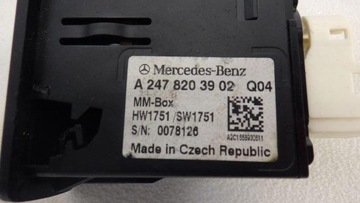 Mercedes-Benz
A 247 820 39 02 Q04
MM-Box
HW1751 /SW1751
S/N: 0078126
Made in Czech Republic